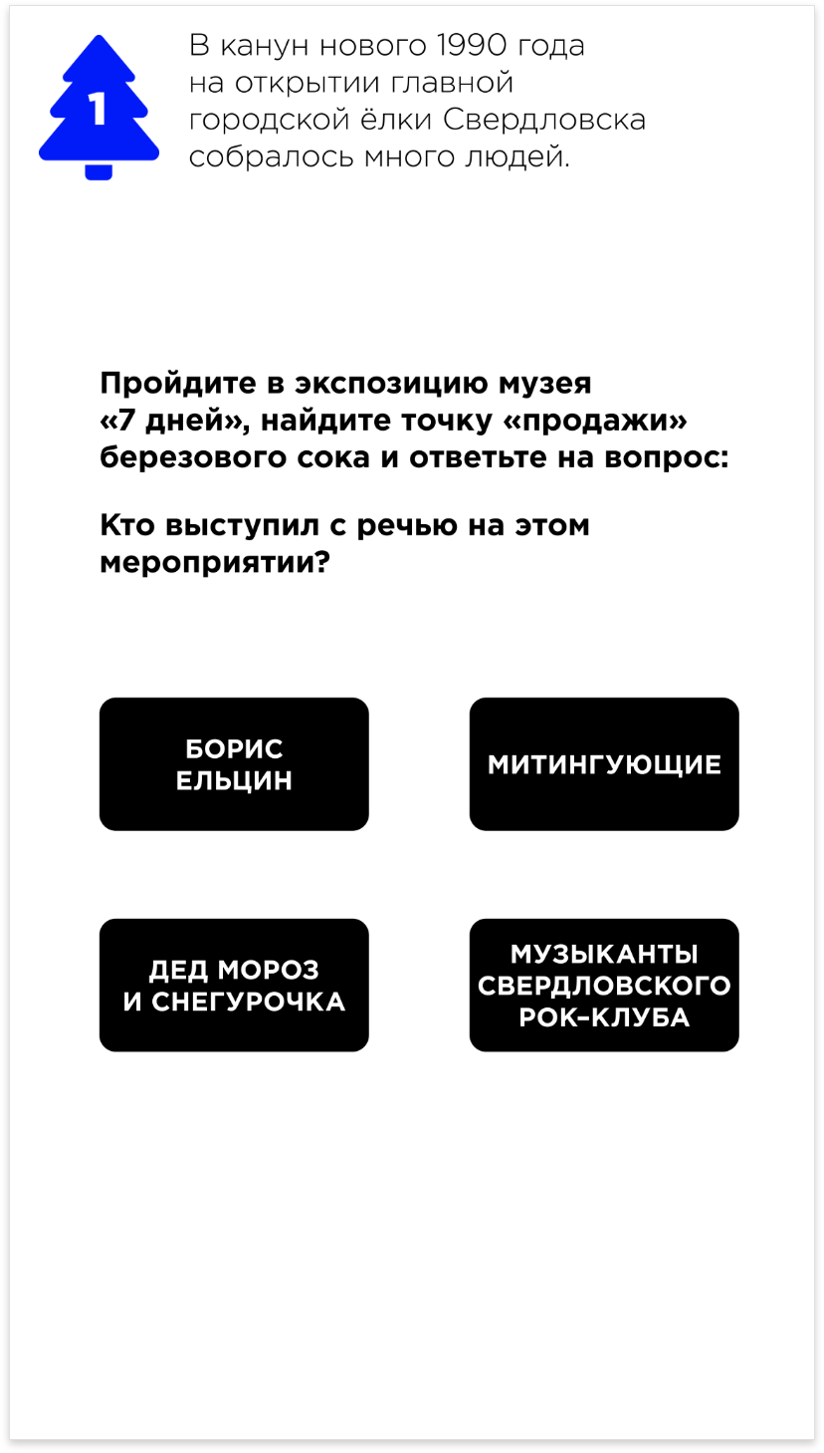 1
В канун нового 1990 года
на открытии главной
городской ёлки Свердловска
собралось много людей.
Пройдите в экспозицию музея
«7 дней», найдите точку «продажи»
березового сока и ответьте на вопрос:
Кто выступил с речью на этом
мероприятии?
БОРИС
ЕЛЬЦИН
МИТИНГУЮЩИЕ
ДЕД МОРОЗ
И СНЕГУРОЧКА
МУЗЫКАНТЫ
СВЕРДЛОВСКОГО
РОК–КЛУБА